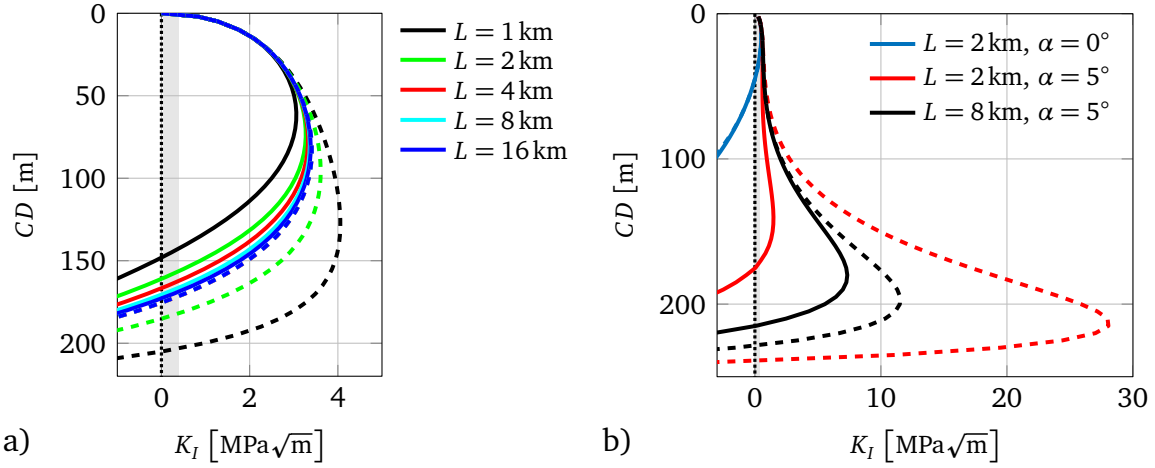 0
50
100
150
200
CD [m]
0 2 4
K_I [MPa√m]
L = 1 km
L = 2 km
L = 4 km
L = 8 km
L = 16 km
a)
0
100
200
CD [m]
0 10 20 30
K_I [MPa√m]
L = 2 km, α = 0°
L = 2 km, α = 5°
L = 8 km, α = 5°
b)